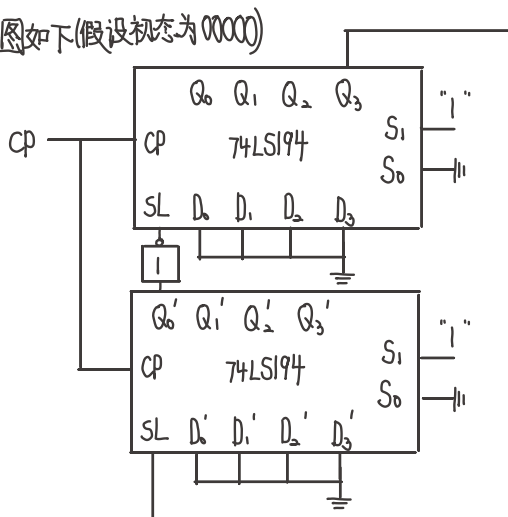 图如下(假设初态为0000)
Q₀ Q₁ Q₂ Q₃
S₁ "1"
CP CP 74LS194
S₀
SL D₀ D₁ D₂ D₃
1
Q₀' Q₁' Q₂' Q₃'
S₁ "1"
CP 74LS194
S₀
SL D₀' D₁' D₂' D₃'